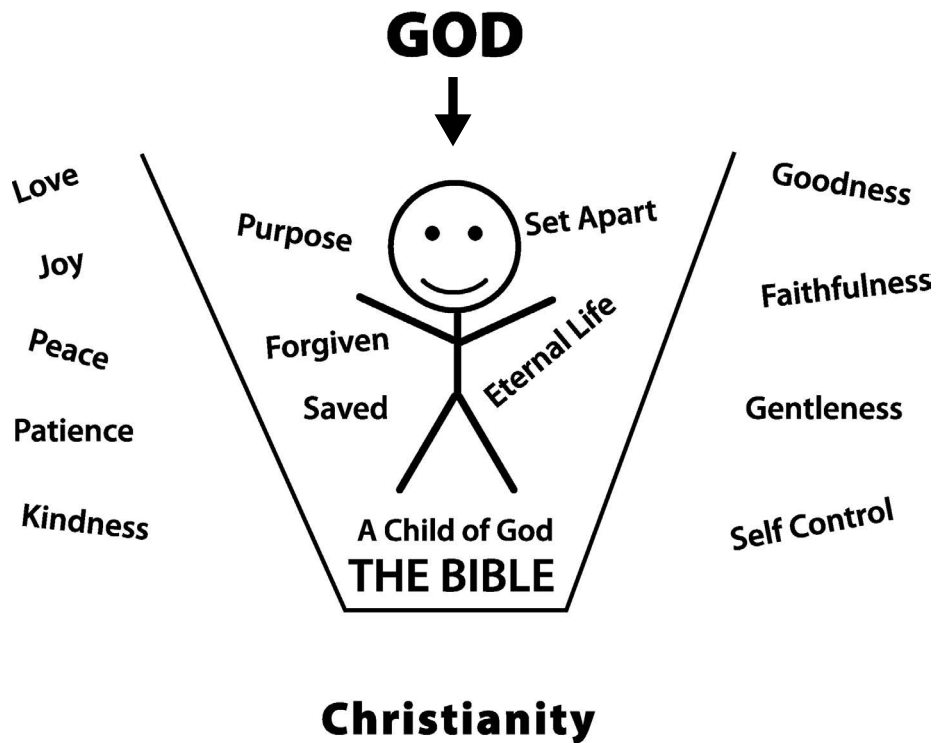 GOD
Love
Joy
Peace
Patience
Kindness
Purpose
Forgiven
Saved
Set Apart
Eternal Life
A Child of God
THE BIBLE
Goodness
Faithfulness
Gentleness
Self Control
Christianity